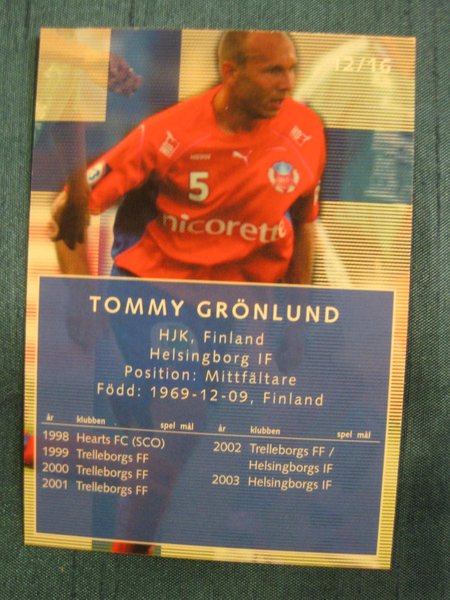 12/16
5
nicorette
TOMMY GRÖNLUND
HJK, Finland
Helsingborg IF
Position: Mittfältare
Född: 1969-12-09, Finland
år klubben spel mål
1998 Hearts FC (SCO)
1999 Trelleborgs FF
2000 Trelleborgs FF
2001 Trelleborgs FF
år klubben spel mål
2002 Trelleborgs FF /
Helsingborgs IF
2003 Helsingborgs IF